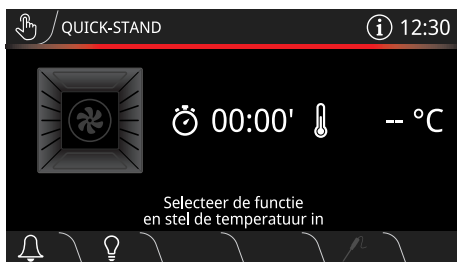 QUICK-STAND
i 12:30
00:00' -- °C
Selecteer de functie
en stel de temperatuur in